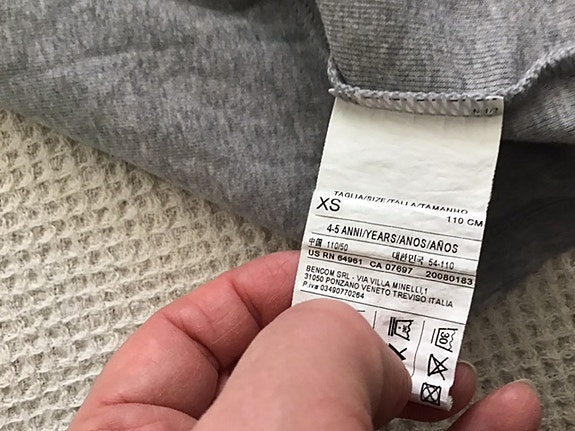 TAGLIA/SIZE/TALLA/TAMANHO
XS 110 CM
4-5 ANNI/YEARS/ANOS/AÑOS
中国 110/50 대한민국 54-110
US RN 64961 CA 07697 20080183
BENCOM SRL - VIA VILLA MINELLI,1
31050 PONZANO VENETO TREVISO ITALIA
P.iva 03490770264